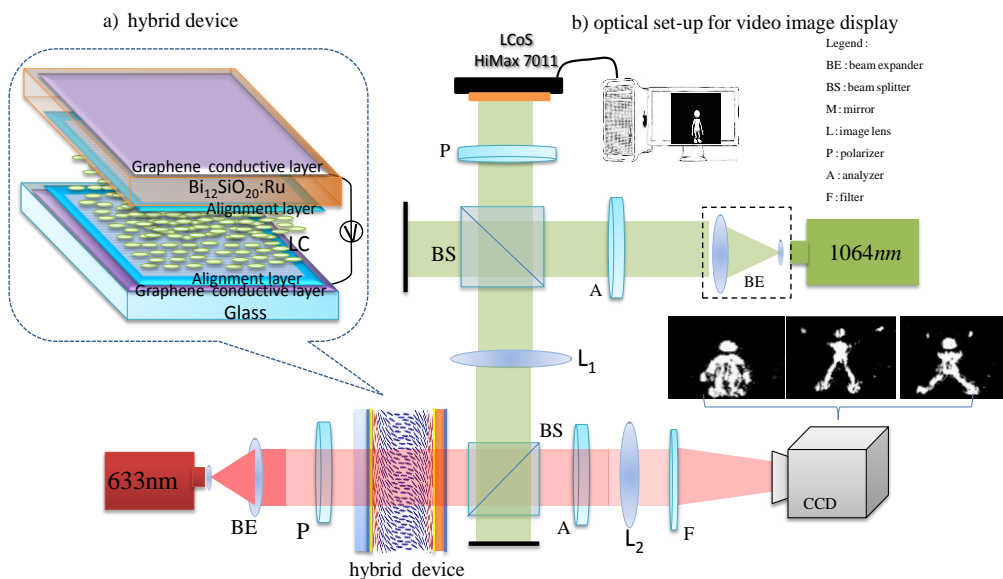 a) hybrid device
b) optical set-up for video image display
LCoS
HiMax 7011
Legend :
BE : beam expander
BS : beam splitter
M : mirror
L : image lens
P : polarizer
A : analyzer
F : filter
P
Graphene conductive layer
Bi₁₂SiO₂₀:Ru
Alignment layer
LC
V
Alignment layer
Graphene conductive layer
Glass
BS
A
BE
1064nm
L₁
BS
633nm
BE
P
A
L₂
F
CCD
hybrid device